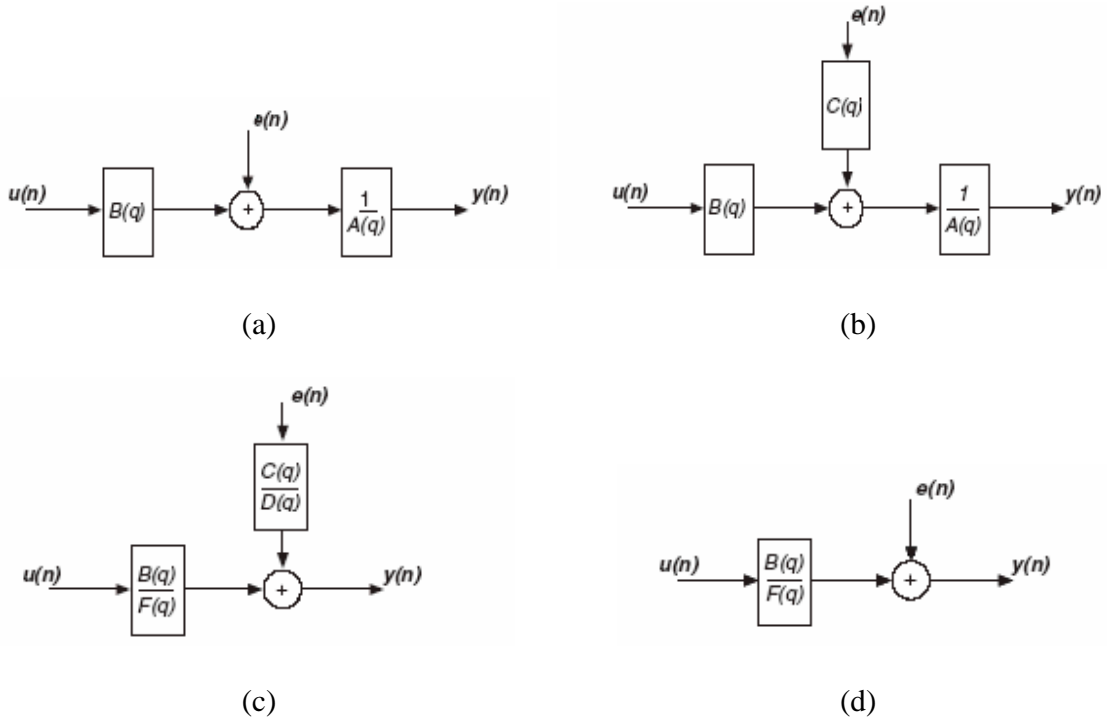 e(n)
u(n)
B(q)
+
1
A(q)
y(n)
(a)
e(n)
C(q)
u(n)
B(q)
+
1
A(q)
y(n)
(b)
e(n)
C(q)
D(q)
u(n)
B(q)
F(q)
+
y(n)
(c)
e(n)
u(n)
B(q)
F(q)
+
y(n)
(d)